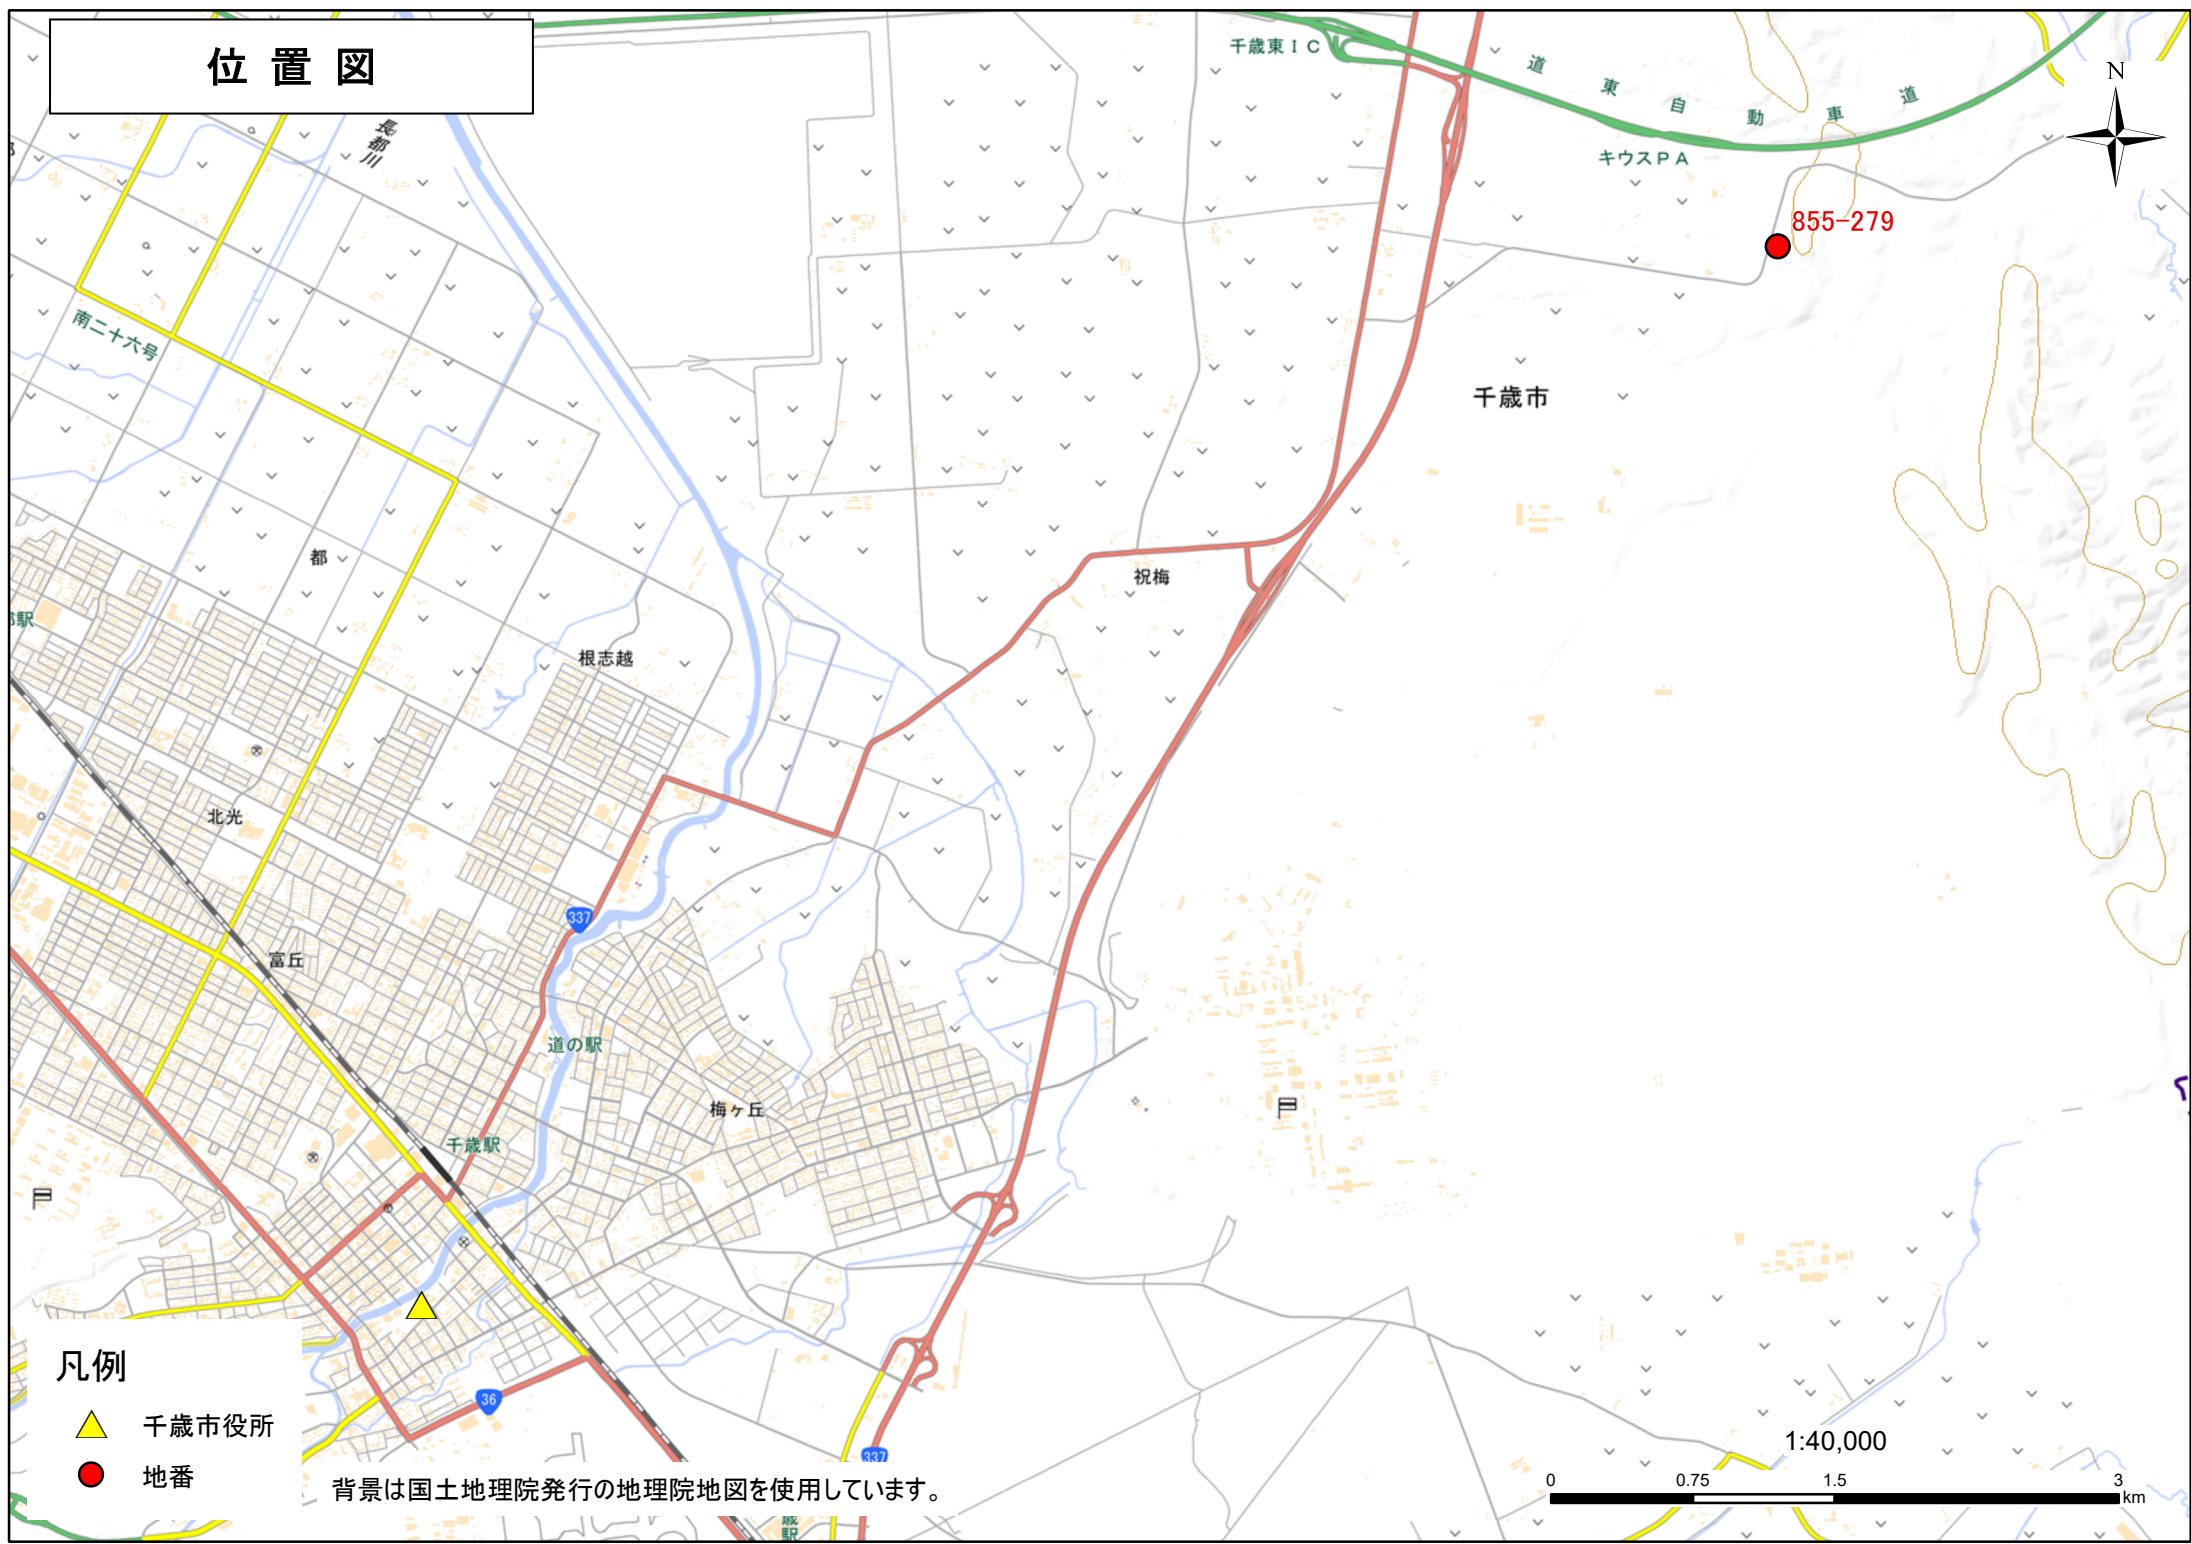 位置図
千歳東IC
道東自動車道
N
キウスPA
長都川
855-279
南二十六号
千歳市
都
祝梅
駅
根志越
北光
337
富丘
道の駅
梅ヶ丘
千歳駅
凡例
千歳市役所
地番
36
337
背景は国土地理院発行の地理院地図を使用しています。
歳駅
1:40,000
0 0.75 1.5 3
km